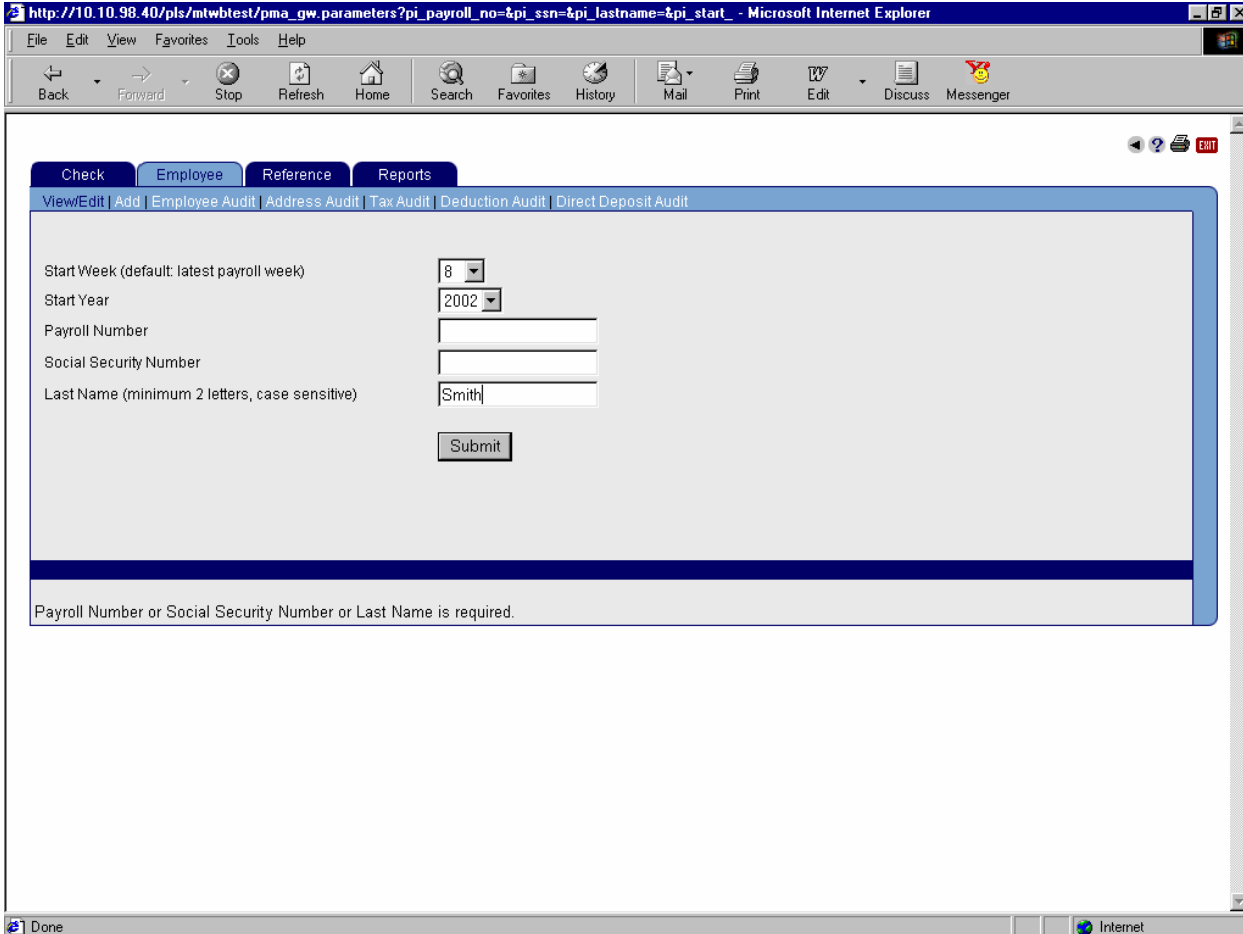 http://10.10.98.40/pls/mtwbtest/pma_gw.parameters?pi_payroll_no=&pi_ssn=&pi_lastname=&pi_start_ - Microsoft Internet Explorer
File Edit View Favorites Tools Help
Back Forward Stop Refresh Home Search Favorites History Mail Print Edit Discuss Messenger
EXIT
Check Employee Reference Reports
View/Edit | Add | Employee Audit | Address Audit | Tax Audit | Deduction Audit | Direct Deposit Audit
Start Week (default: latest payroll week) 8
Start Year 2002
Payroll Number
Social Security Number
Last Name (minimum 2 letters, case sensitive) Smith
Submit
Payroll Number or Social Security Number or Last Name is required.
Done Internet